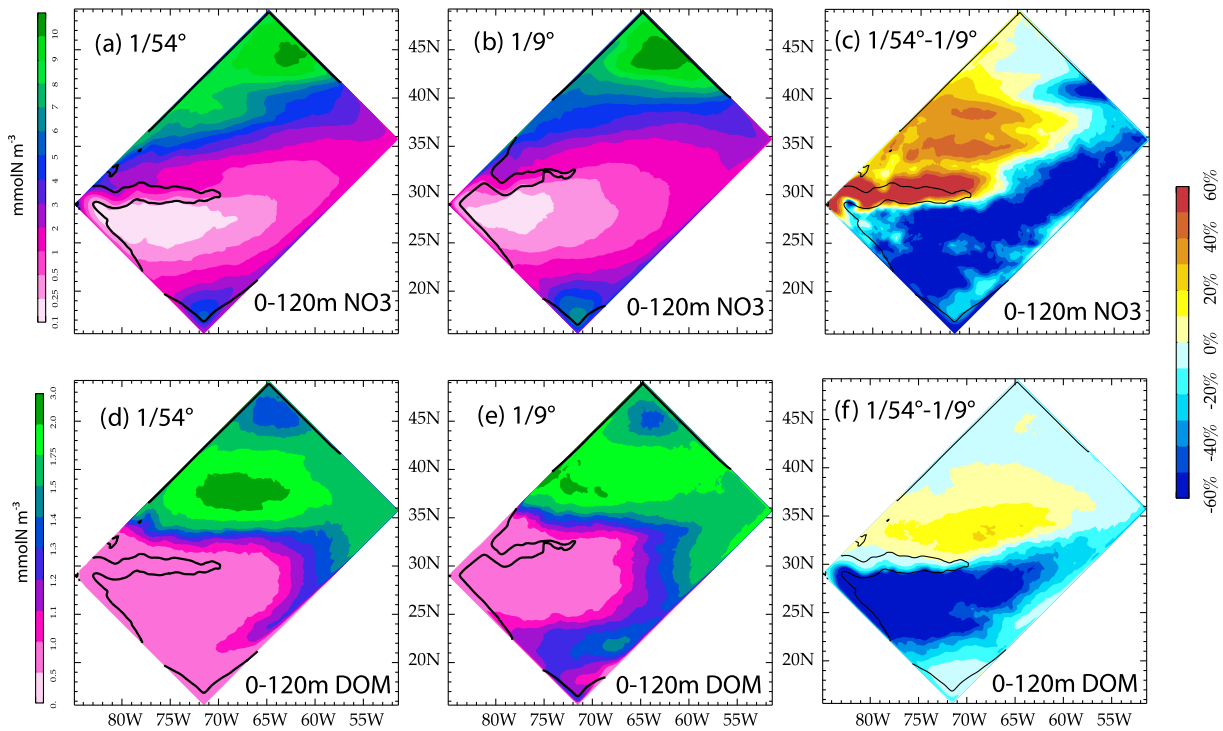 (a) 1/54°
(b) 1/9°
(c) 1/54°-1/9°
mmolN m⁻³
10
9
8
7
6
5
4
3
2
1
0.5
0.25
0.1
45N
40N
35N
30N
25N
20N
45N
40N
35N
30N
25N
20N
0-120m NO3
0-120m NO3
0-120m NO3
60%
40%
20%
0%
-20%
-40%
-60%
(d) 1/54°
(e) 1/9°
(f) 1/54°-1/9°
mmolN m⁻³
3.0
2.0
1.75
1.5
1.4
1.3
1.2
1.1
1.0
0.5
0.
45N
40N
35N
30N
25N
20N
45N
40N
35N
30N
25N
20N
0-120m DOM
0-120m DOM
0-120m DOM
80W 75W 70W 65W 60W 55W
80W 75W 70W 65W 60W 55W
80W 75W 70W 65W 60W 55W